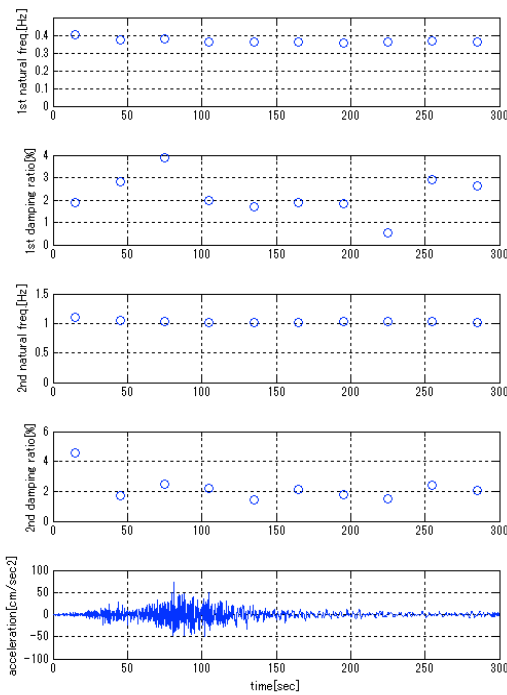 1st natural freq.[Hz]
0.4
0.3
0.2
0.1
0
0 50 100 150 200 250 300
1st damping ratio[%]
4
3
2
1
0
0 50 100 150 200 250 300
2nd natural freq.[Hz]
1.5
1
0.5
0
0 50 100 150 200 250 300
2nd damping ratio[%]
6
4
2
0
0 50 100 150 200 250 300
acceleration[cm/sec2]
100
50
0
-50
-100
0 50 100 150 200 250 300
time[sec]